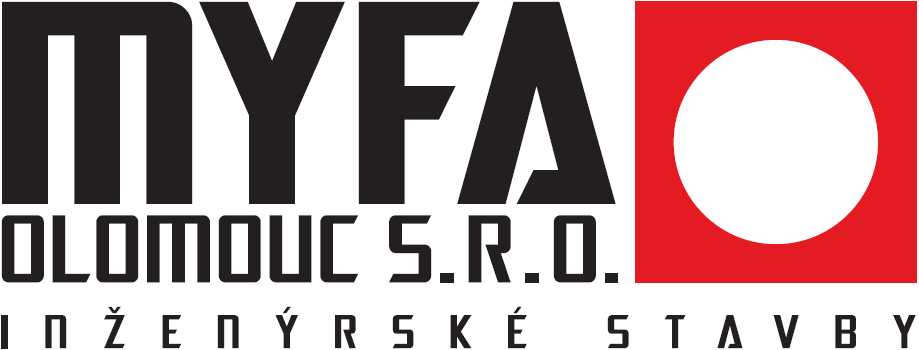 MYFA
OLOMOUC S.R.O.
INŽENÝRSKÉ STAVBY